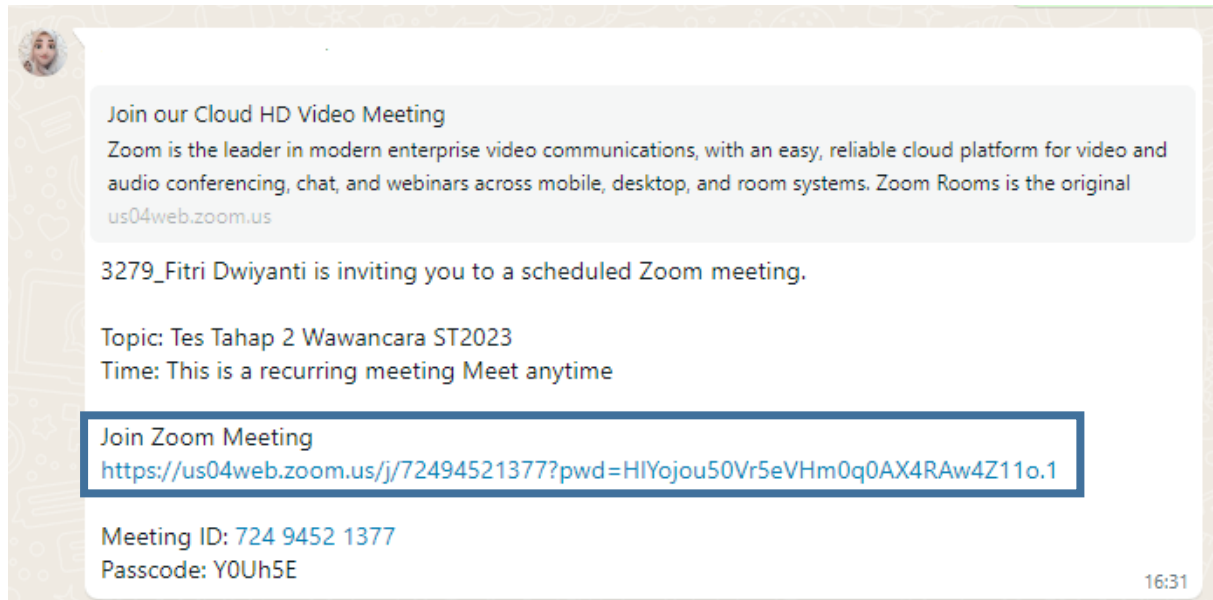 Join our Cloud HD Video Meeting
Zoom is the leader in modern enterprise video communications, with an easy, reliable cloud platform for video and
audio conferencing, chat, and webinars across mobile, desktop, and room systems. Zoom Rooms is the original
us04web.zoom.us
3279_Fitri Dwiyanti is inviting you to a scheduled Zoom meeting.
Topic: Tes Tahap 2 Wawancara ST2023
Time: This is a recurring meeting Meet anytime
Join Zoom Meeting
https://us04web.zoom.us/j/72494521377?pwd=HlYojou50Vr5eVHm0q0AX4RAw4Z11o.1
Meeting ID: 724 9452 1377
Passcode: Y0Uh5E
16:31